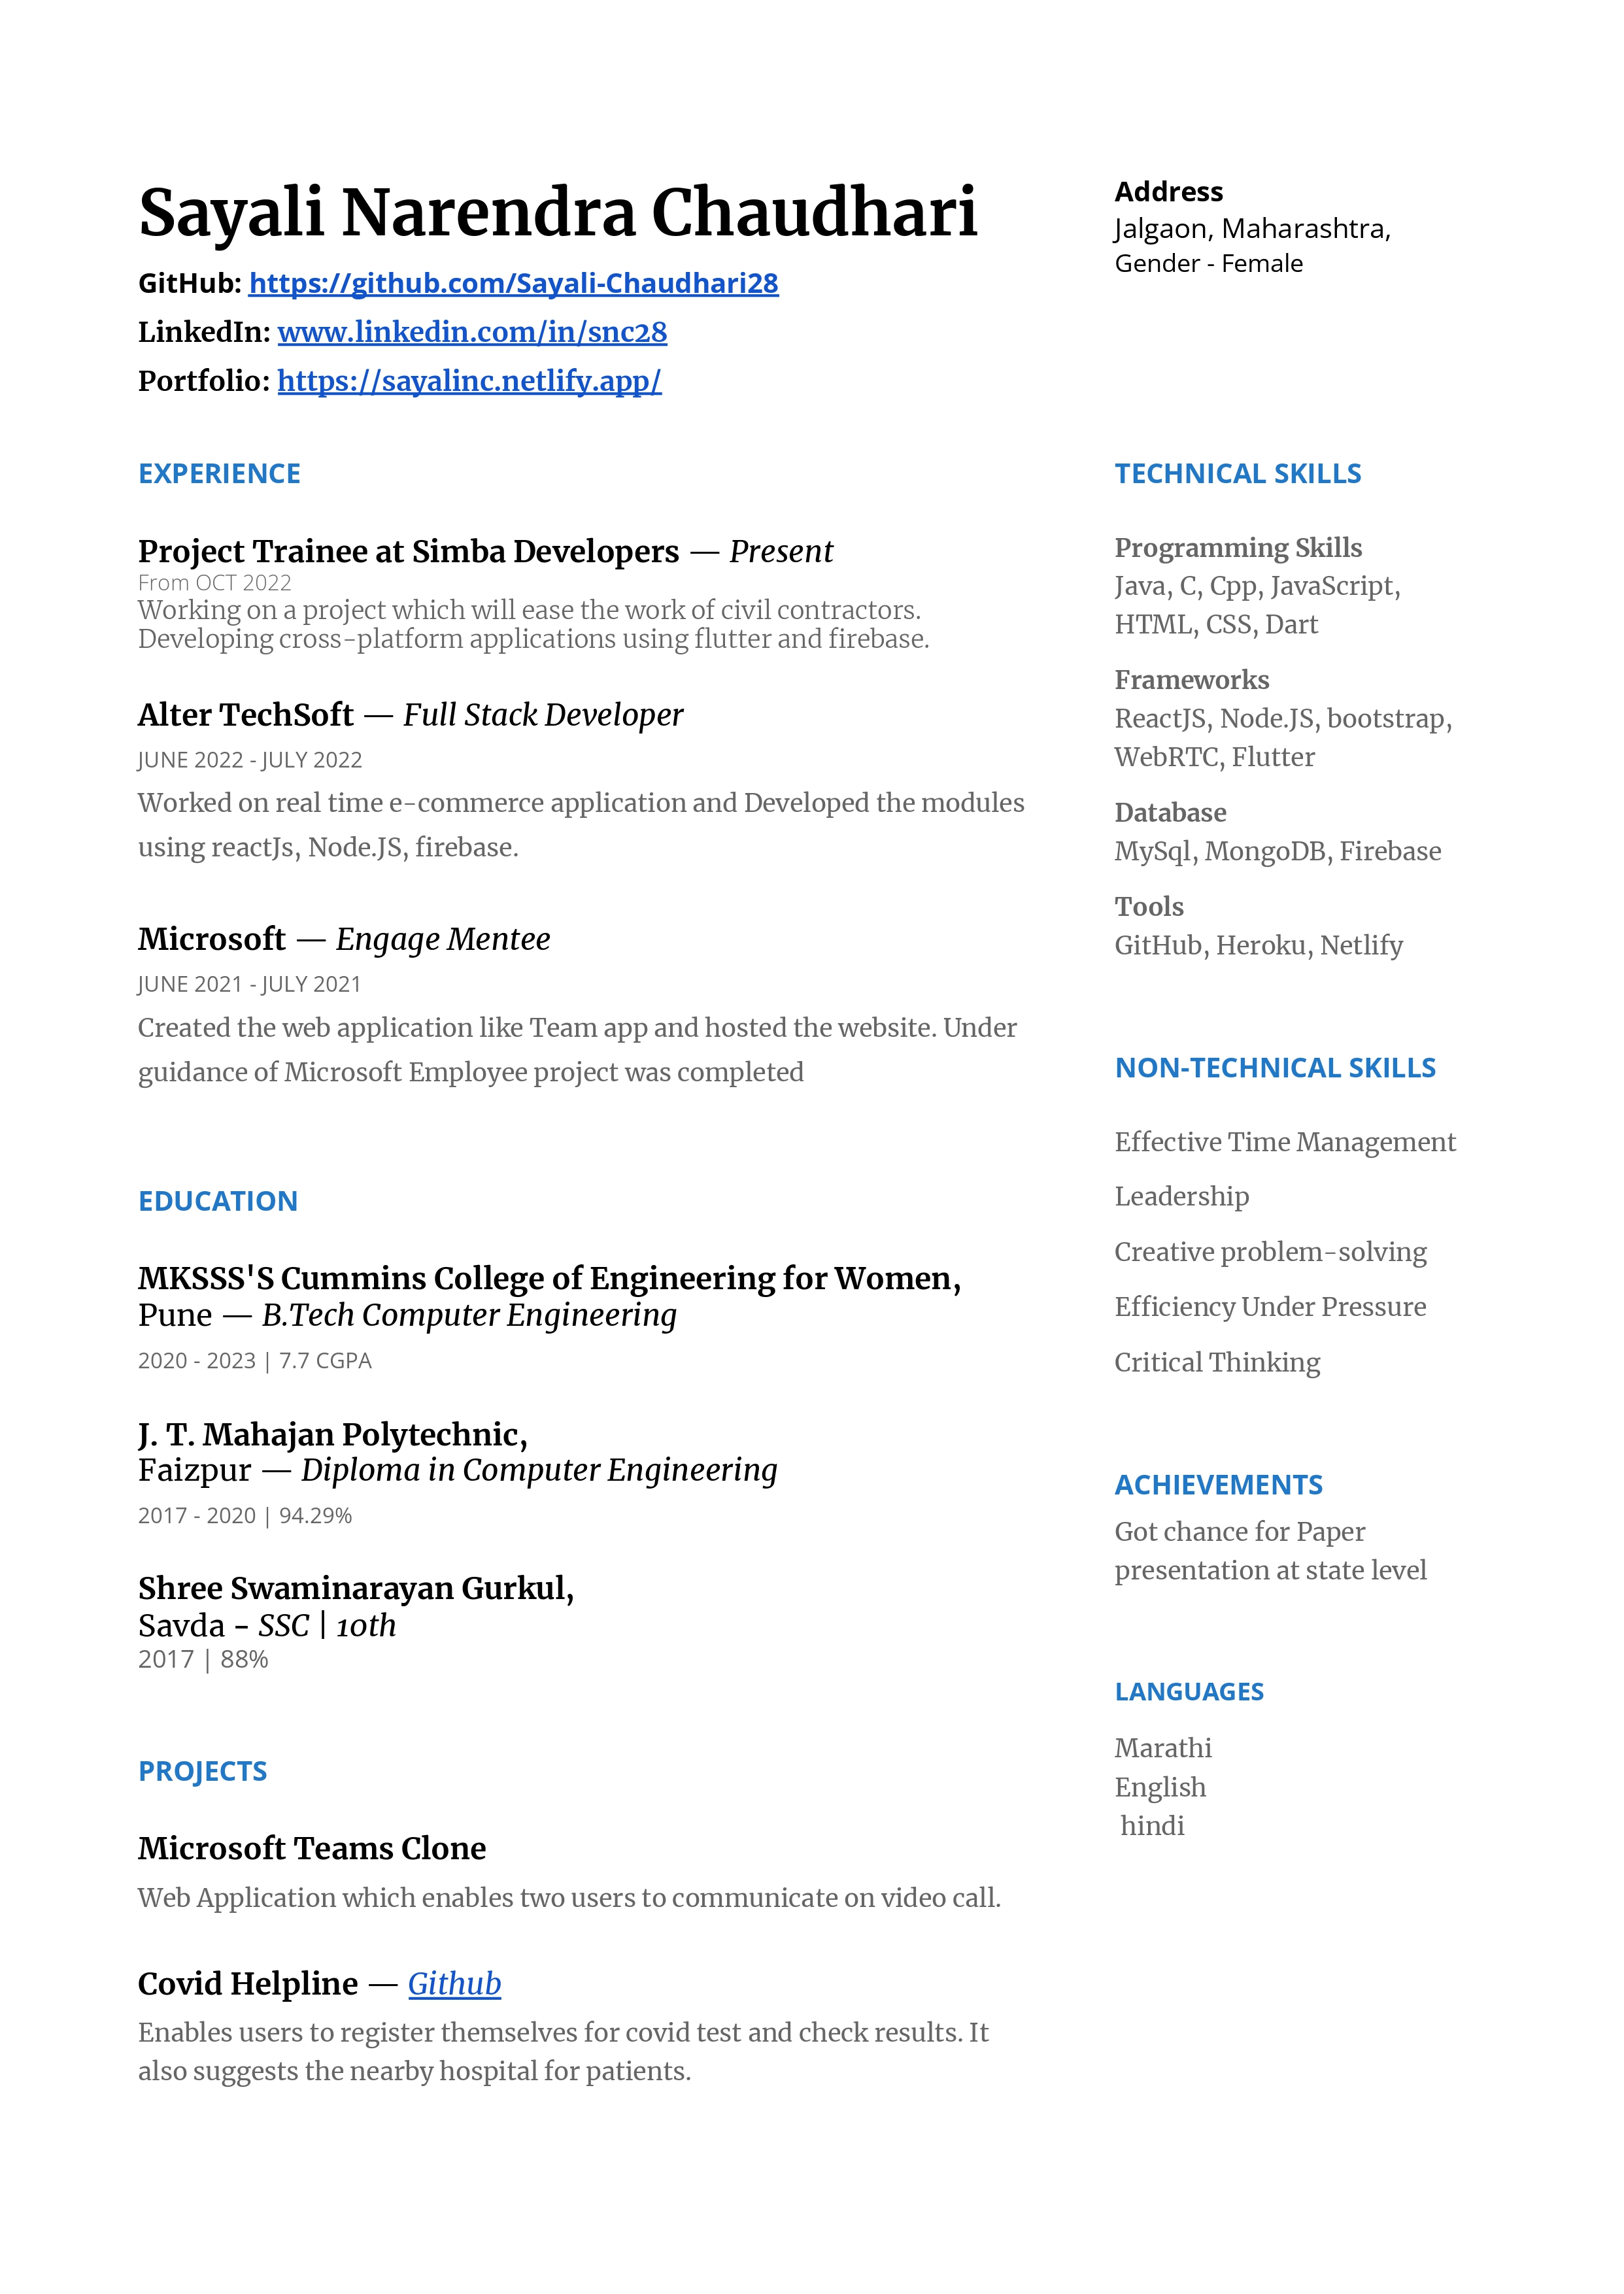 Sayali Narendra Chaudhari
GitHub: https://github.com/Sayali-Chaudhari28
LinkedIn: www.linkedin.com/in/snc28
Portfolio: https://sayalinc.netlify.app/
Address
Jalgaon, Maharashtra,
Gender - Female
EXPERIENCE
Project Trainee at Simba Developers — Present
From OCT 2022
Working on a project which will ease the work of civil contractors.
Developing cross-platform applications using flutter and firebase.
Alter TechSoft — Full Stack Developer
JUNE 2022 - JULY 2022
Worked on real time e-commerce application and Developed the modules
using reactJs, Node.JS, firebase.
Microsoft — Engage Mentee
JUNE 2021 - JULY 2021
Created the web application like Team app and hosted the website. Under
guidance of Microsoft Employee project was completed
EDUCATION
MKSSS'S Cummins College of Engineering for Women,
Pune — B.Tech Computer Engineering
2020 - 2023 | 7.7 CGPA
J. T. Mahajan Polytechnic,
Faizpur — Diploma in Computer Engineering
2017 - 2020 | 94.29%
Shree Swaminarayan Gurkul,
Savda - SSC | 10th
2017 | 88%
PROJECTS
Microsoft Teams Clone
Web Application which enables two users to communicate on video call.
Covid Helpline — Github
Enables users to register themselves for covid test and check results. It
also suggests the nearby hospital for patients.
TECHNICAL SKILLS
Programming Skills
Java, C, Cpp, JavaScript,
HTML, CSS, Dart
Frameworks
ReactJS, Node.JS, bootstrap,
WebRTC, Flutter
Database
MySql, MongoDB, Firebase
Tools
GitHub, Heroku, Netlify
NON-TECHNICAL SKILLS
Effective Time Management
Leadership
Creative problem-solving
Efficiency Under Pressure
Critical Thinking
ACHIEVEMENTS
Got chance for Paper
presentation at state level
LANGUAGES
Marathi
English
hindi